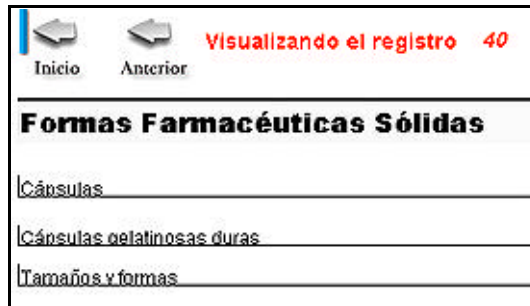 Visualizando el registro 40
Inicio Anterior
Formas Farmacéuticas Sólidas
Cápsulas
Cápsulas gelatinosas duras
Tamaños y formas